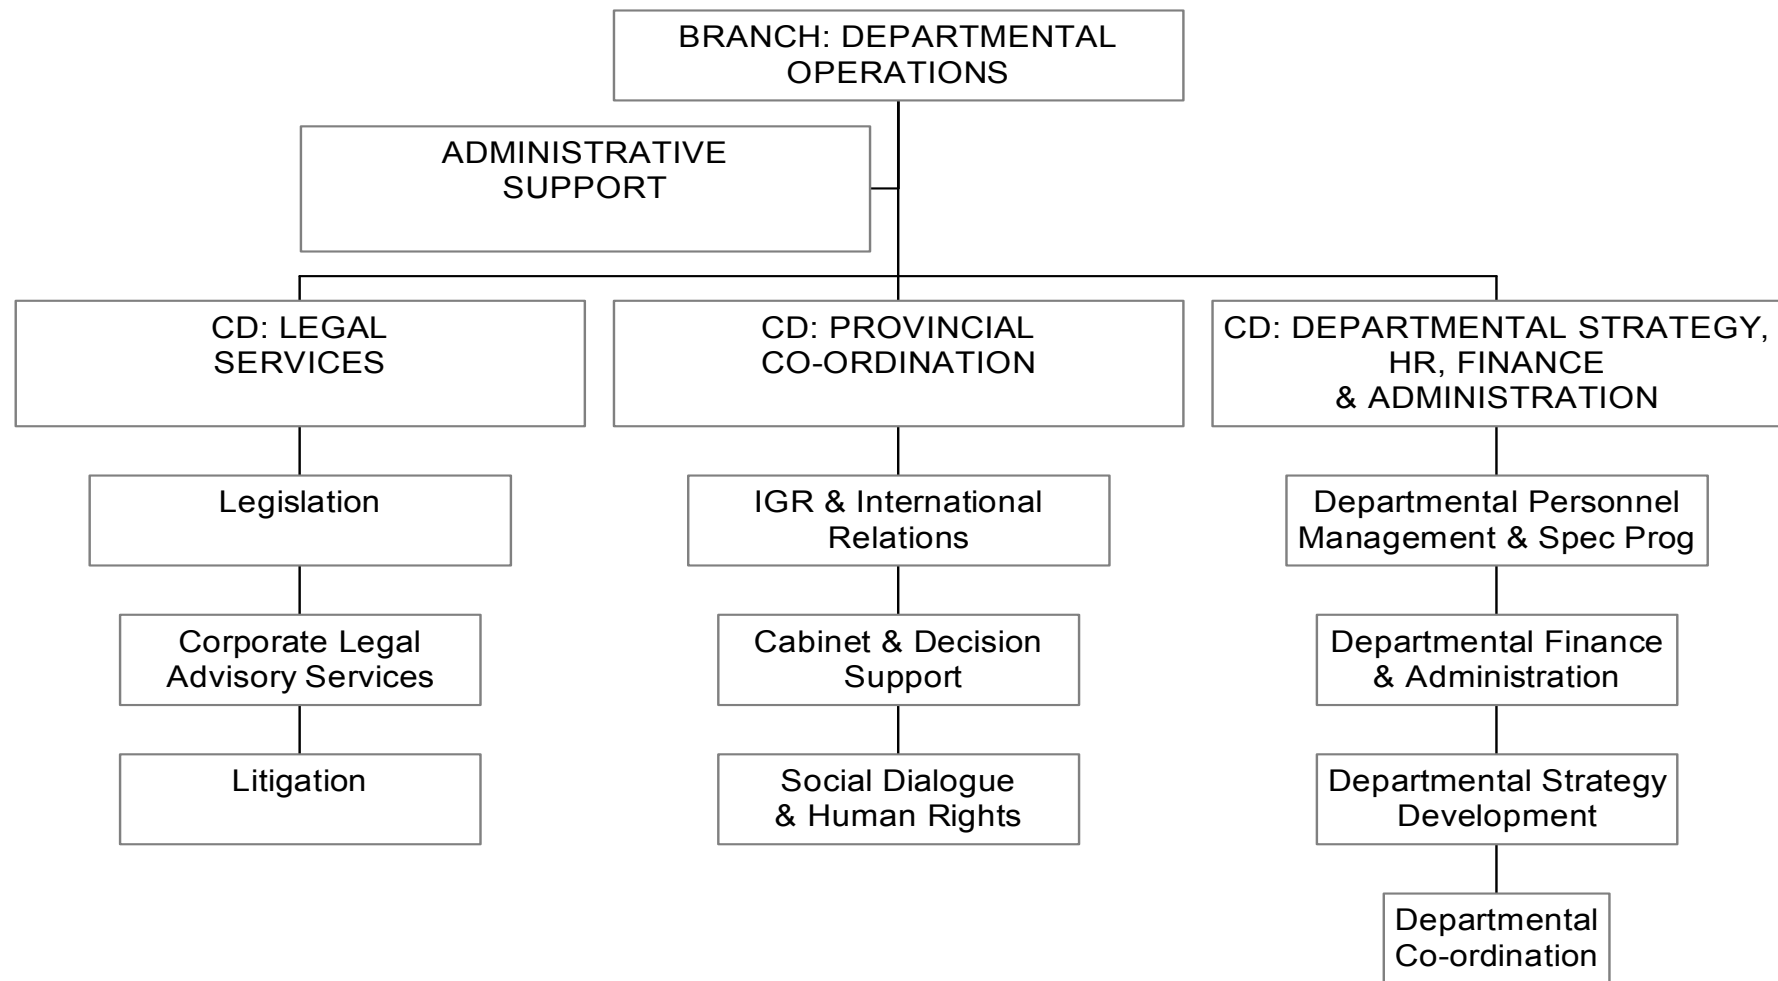 BRANCH: DEPARTMENTAL
OPERATIONS
ADMINISTRATIVE
SUPPORT
CD: LEGAL
SERVICES
CD: PROVINCIAL
CO-ORDINATION
CD: DEPARTMENTAL STRATEGY,
HR, FINANCE
& ADMINISTRATION
Legislation
Corporate Legal
Advisory Services
Litigation
IGR & International
Relations
Cabinet & Decision
Support
Social Dialogue
& Human Rights
Departmental Personnel
Management & Spec Prog
Departmental Finance
& Administration
Departmental Strategy
Development
Departmental
Co-ordination